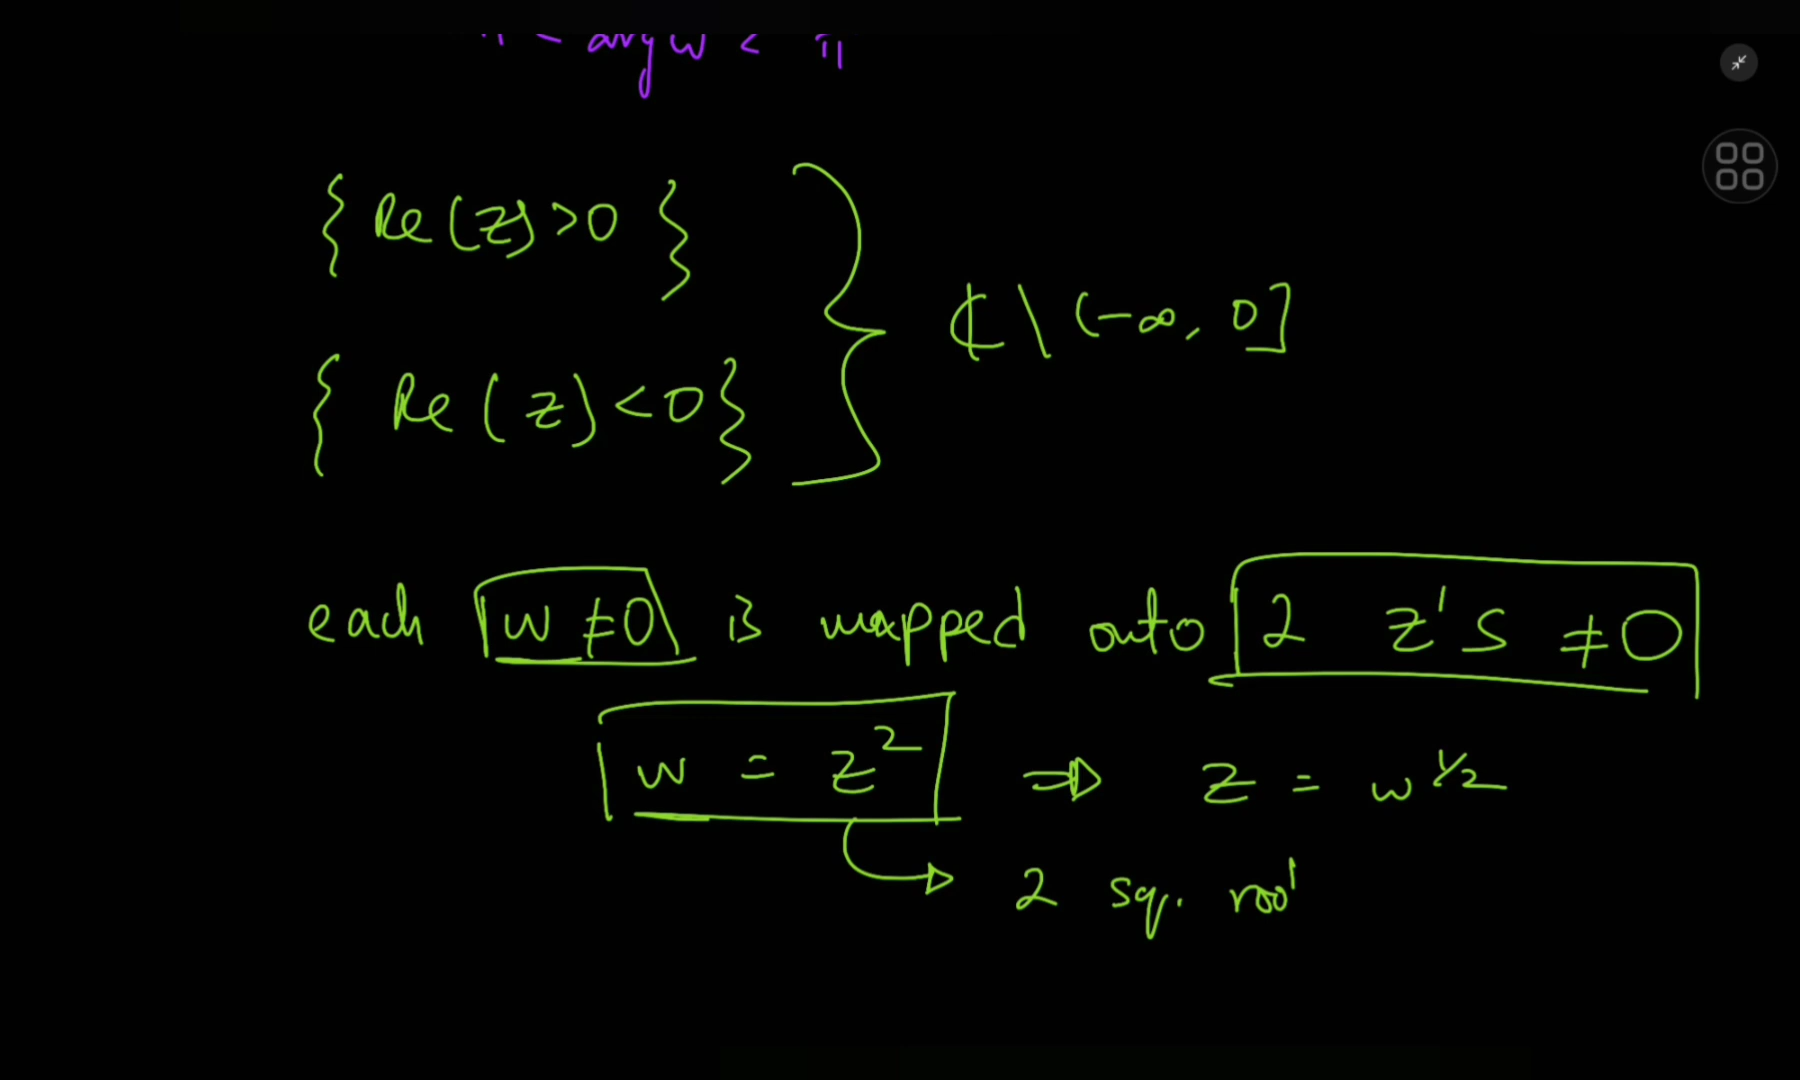 < arg w < π
{ Re(z)>0 }
ℂ \ (-∞, 0]
{ Re(z)<0 }
each w ≠0 is mapped onto 2 z's ≠0
w = z² ⇒ z = w^1/2
2 sq. root